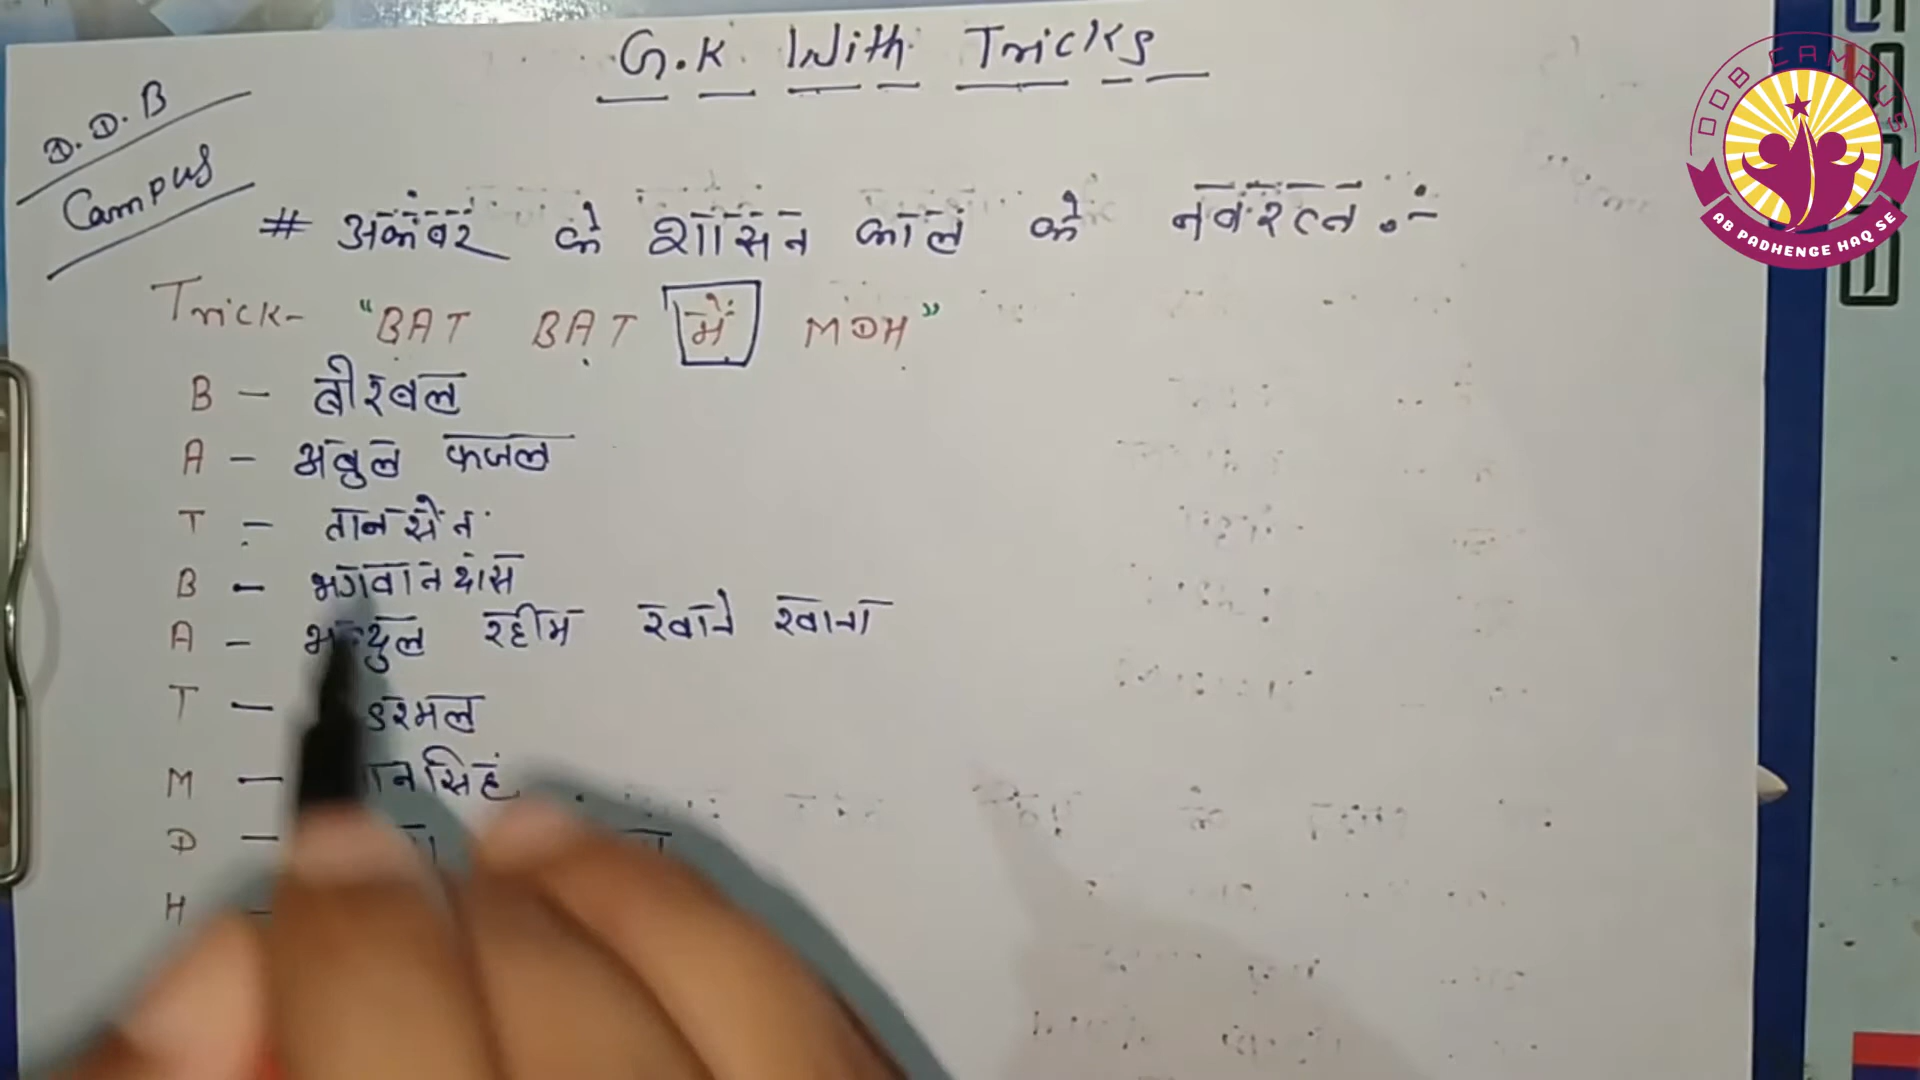 G.K With Tricks
D.D.B
Campus
# अकबर के शासन काल के नवरत्न :-
Trick- "BAT BAT में MDH"
B - बीरबल
A - अबुल फजल
T - तानसेन
B - भगवानदास
A - अब्दुल रहीम खाने खाना
T - डरमल
M - ानसिहं
D -
H -
DDB CAMPUS
AB PADHENGE HAQ SE